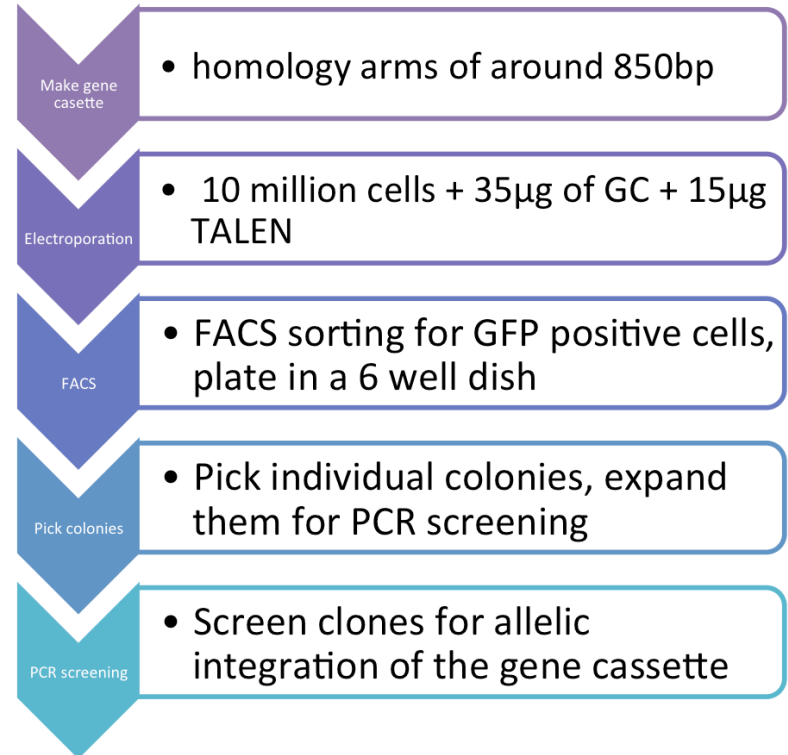 Make gene
casette
• homology arms of around 850bp
Electroporation
• 10 million cells + 35µg of GC + 15µg
TALEN
FACS
• FACS sorting for GFP positive cells,
plate in a 6 well dish
Pick colonies
• Pick individual colonies, expand
them for PCR screening
PCR screening
• Screen clones for allelic
integration of the gene cassette